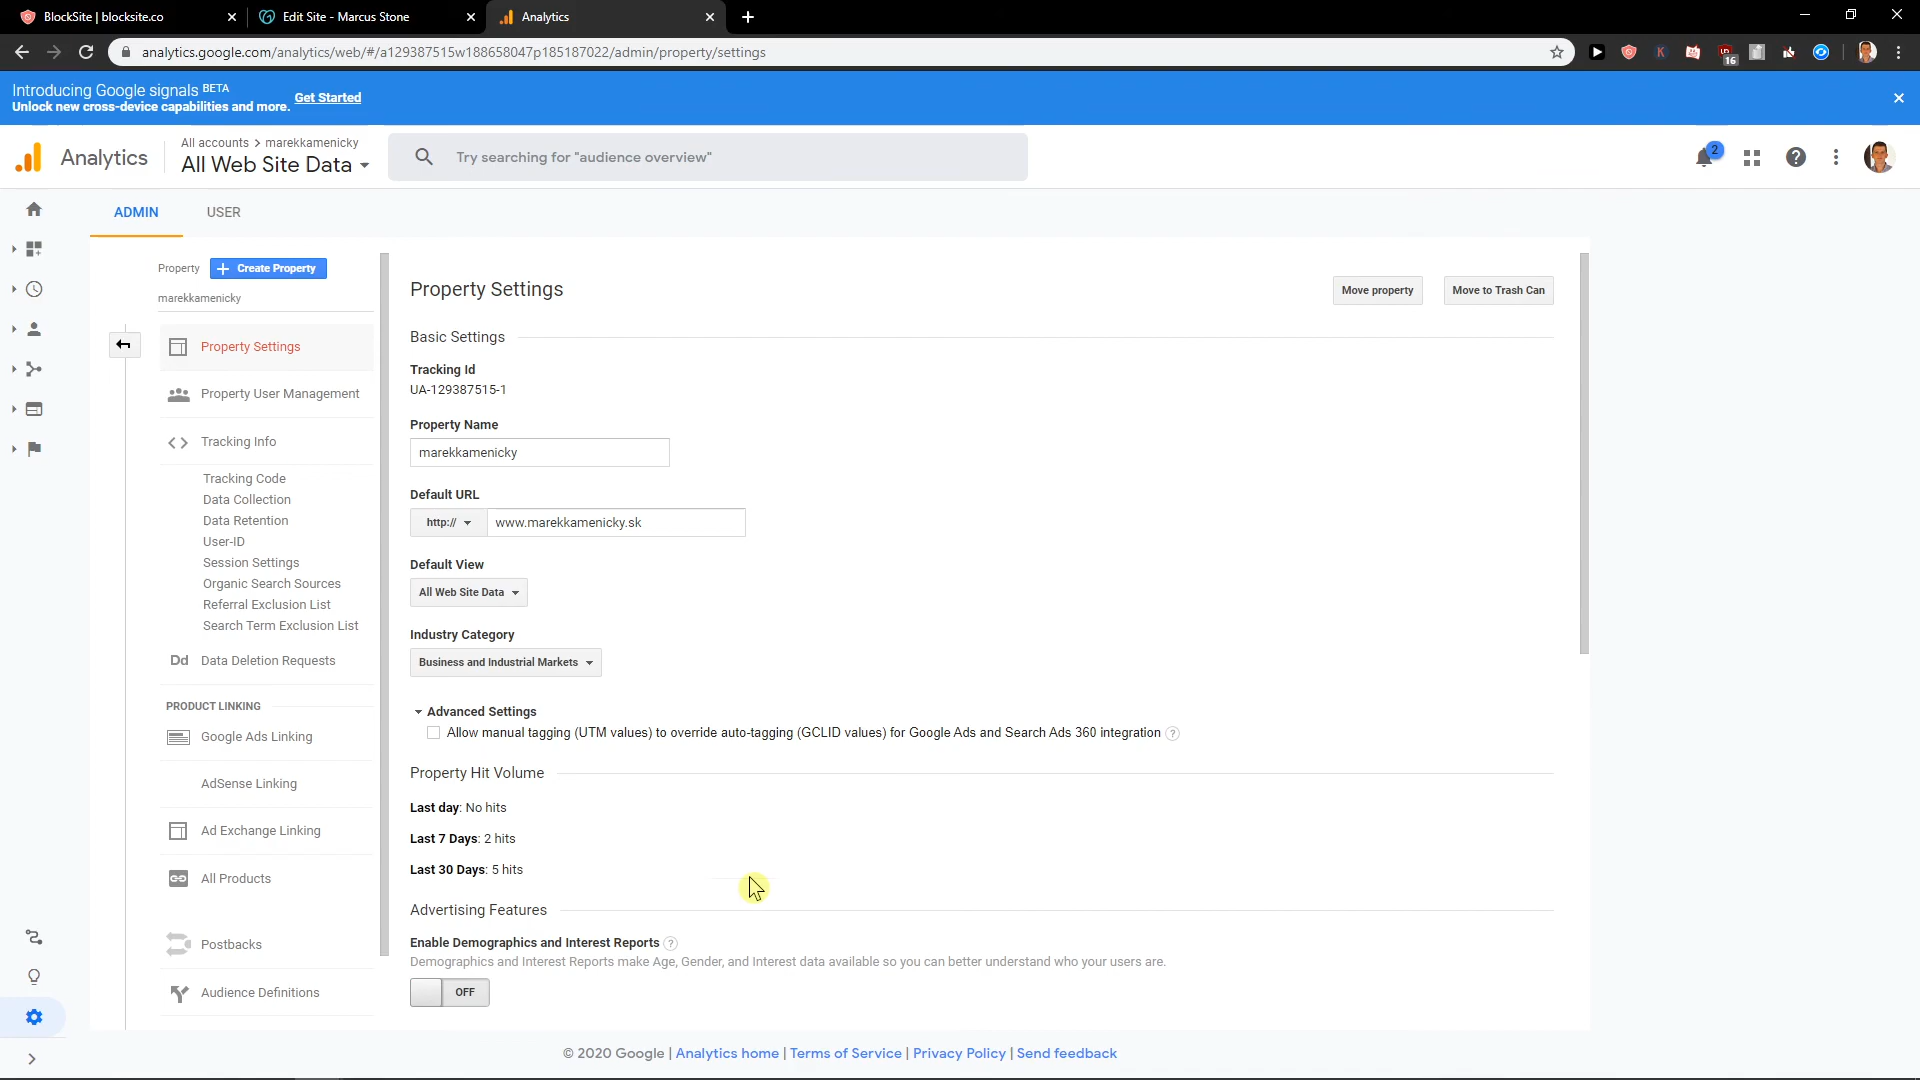 BlockSite | blocksite.co
Edit Site - Marcus Stone
Analytics
analytics.google.com/analytics/web/#/a129387515w188658047p185187022/admin/property/settings
16
Introducing Google signals BETA
Unlock new cross-device capabilities and more. Get Started
Analytics
All accounts > marekkamenicky
All Web Site Data
Try searching for "audience overview"
2
ADMIN
USER
Property
Create Property
marekkamenicky
Property Settings
Property User Management
Tracking Info
Tracking Code
Data Collection
Data Retention
User-ID
Session Settings
Organic Search Sources
Referral Exclusion List
Search Term Exclusion List
Dd Data Deletion Requests
PRODUCT LINKING
Google Ads Linking
AdSense Linking
Ad Exchange Linking
All Products
Postbacks
Audience Definitions
Property Settings
Move property
Move to Trash Can
Basic Settings
Tracking Id
UA-129387515-1
Property Name
marekkamenicky
Default URL
http:// www.marekkamenicky.sk
Default View
All Web Site Data
Industry Category
Business and Industrial Markets
Advanced Settings
Allow manual tagging (UTM values) to override auto-tagging (GCLID values) for Google Ads and Search Ads 360 integration ?
Property Hit Volume
Last day: No hits
Last 7 Days: 2 hits
Last 30 Days: 5 hits
Advertising Features
Enable Demographics and Interest Reports ?
Demographics and Interest Reports make Age, Gender, and Interest data available so you can better understand who your users are.
OFF
© 2020 Google | Analytics home | Terms of Service | Privacy Policy | Send feedback